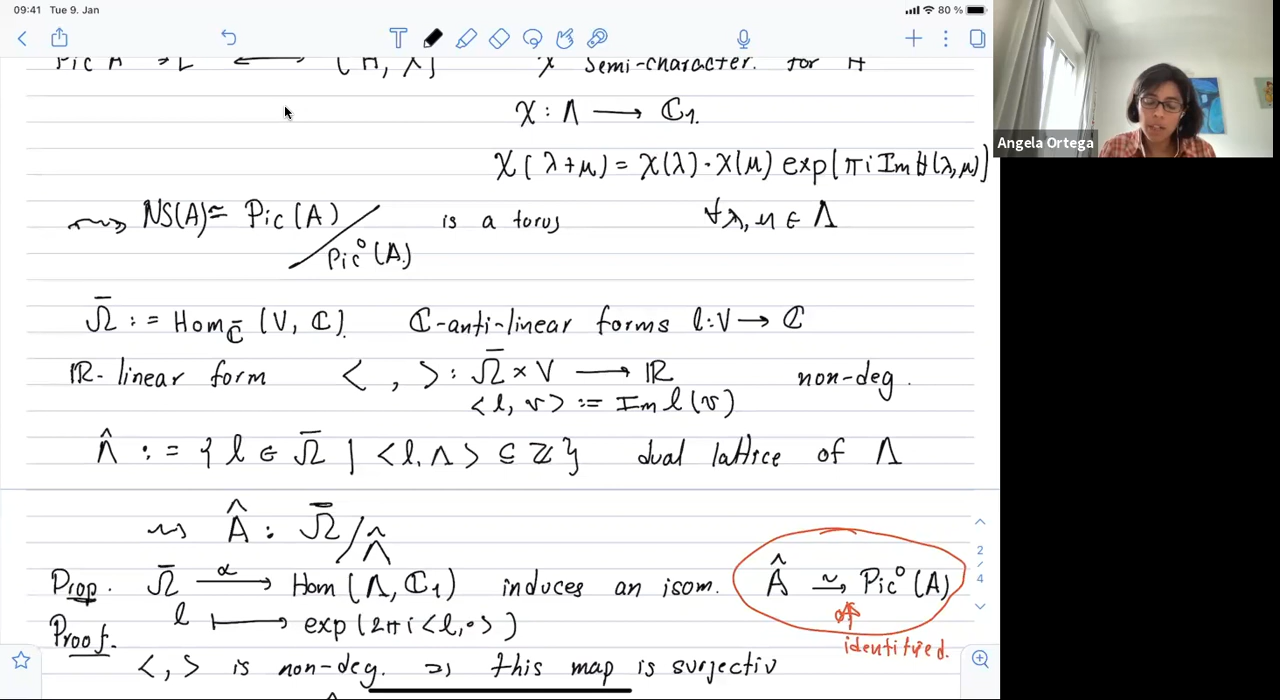 09:41 Tue 9. Jan 80 %
Pic A ∋ L ⟷ (H, χ) χ semi-character. for H
χ : Λ ⟶ ℂ₁.
χ(λ+μ) = χ(λ)·χ(μ) exp(πi Im H(λ,μ))
⇝ NS(A) ≃ Pic(A)/Pic⁰(A) is a torus ∀λ,μ ∈ Λ
Ω̄ := Hom_ℂ̄ (V, ℂ). ℂ-anti-linear forms l:V → ℂ
ℝ-linear form < , > : Ω̄ × V ⟶ ℝ non-deg.
<l, v> := Im l(v)
Λ̂ := { l ∈ Ω̄ | <l, Λ> ⊆ ℤ } dual lattice of Λ
⇝ Â : Ω̄/Λ̂
Prop. Ω̄ —α→ Hom(Λ, ℂ₁) induces an isom. Â ⥲ Pic⁰(A)
l ⟼ exp(2πi<l,·>)
identified.
Proof.
< , > is non-deg. ⇒ this map is surjectiv
2/4
Angela Ortega